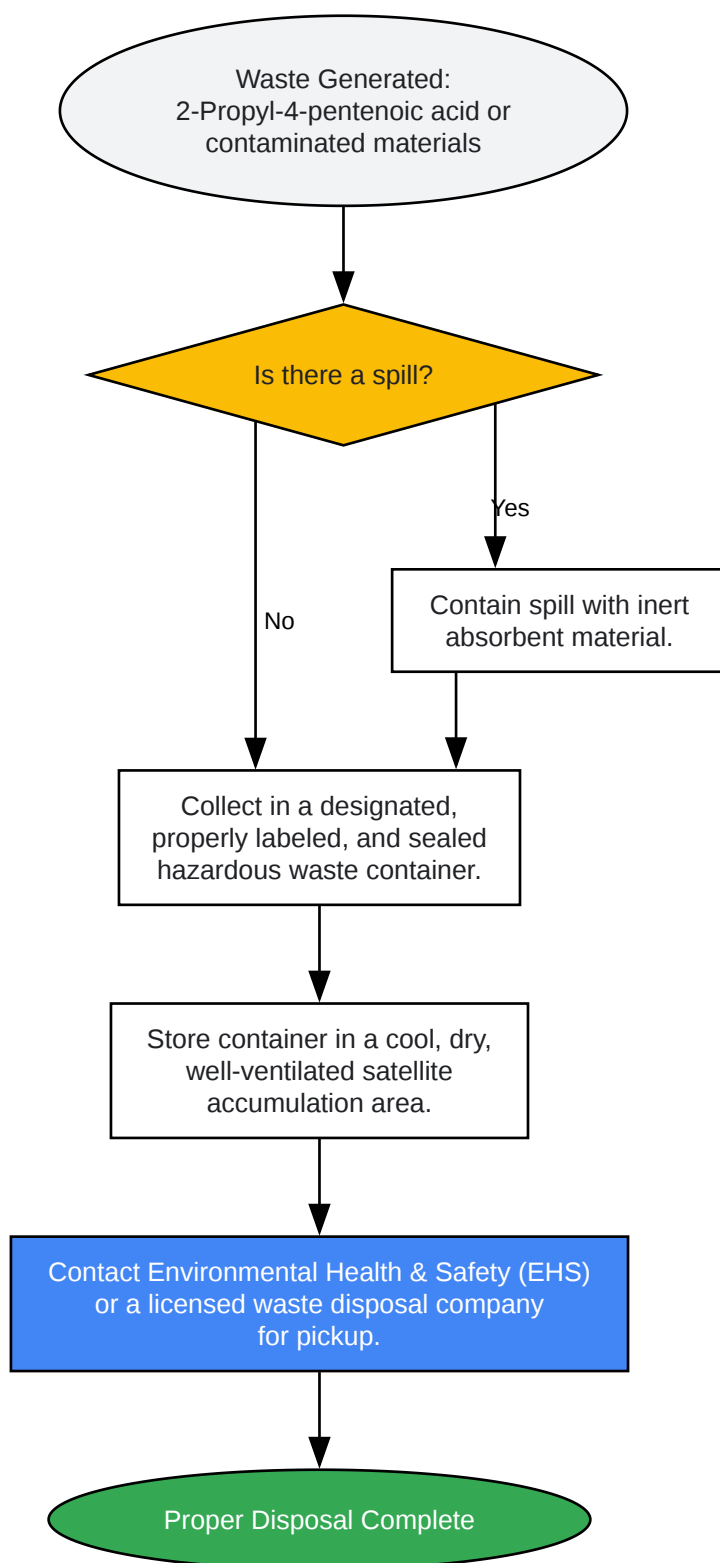 Waste Generated:
2-Propyl-4-pentenoic acid or
contaminated materials
Is there a spill?
Yes
Contain spill with inert
absorbent material.
No
Collect in a designated,
properly labeled, and sealed
hazardous waste container.
Store container in a cool, dry,
well-ventilated satellite
accumulation area.
Contact Environmental Health & Safety (EHS)
or a licensed waste disposal company
for pickup.
Proper Disposal Complete